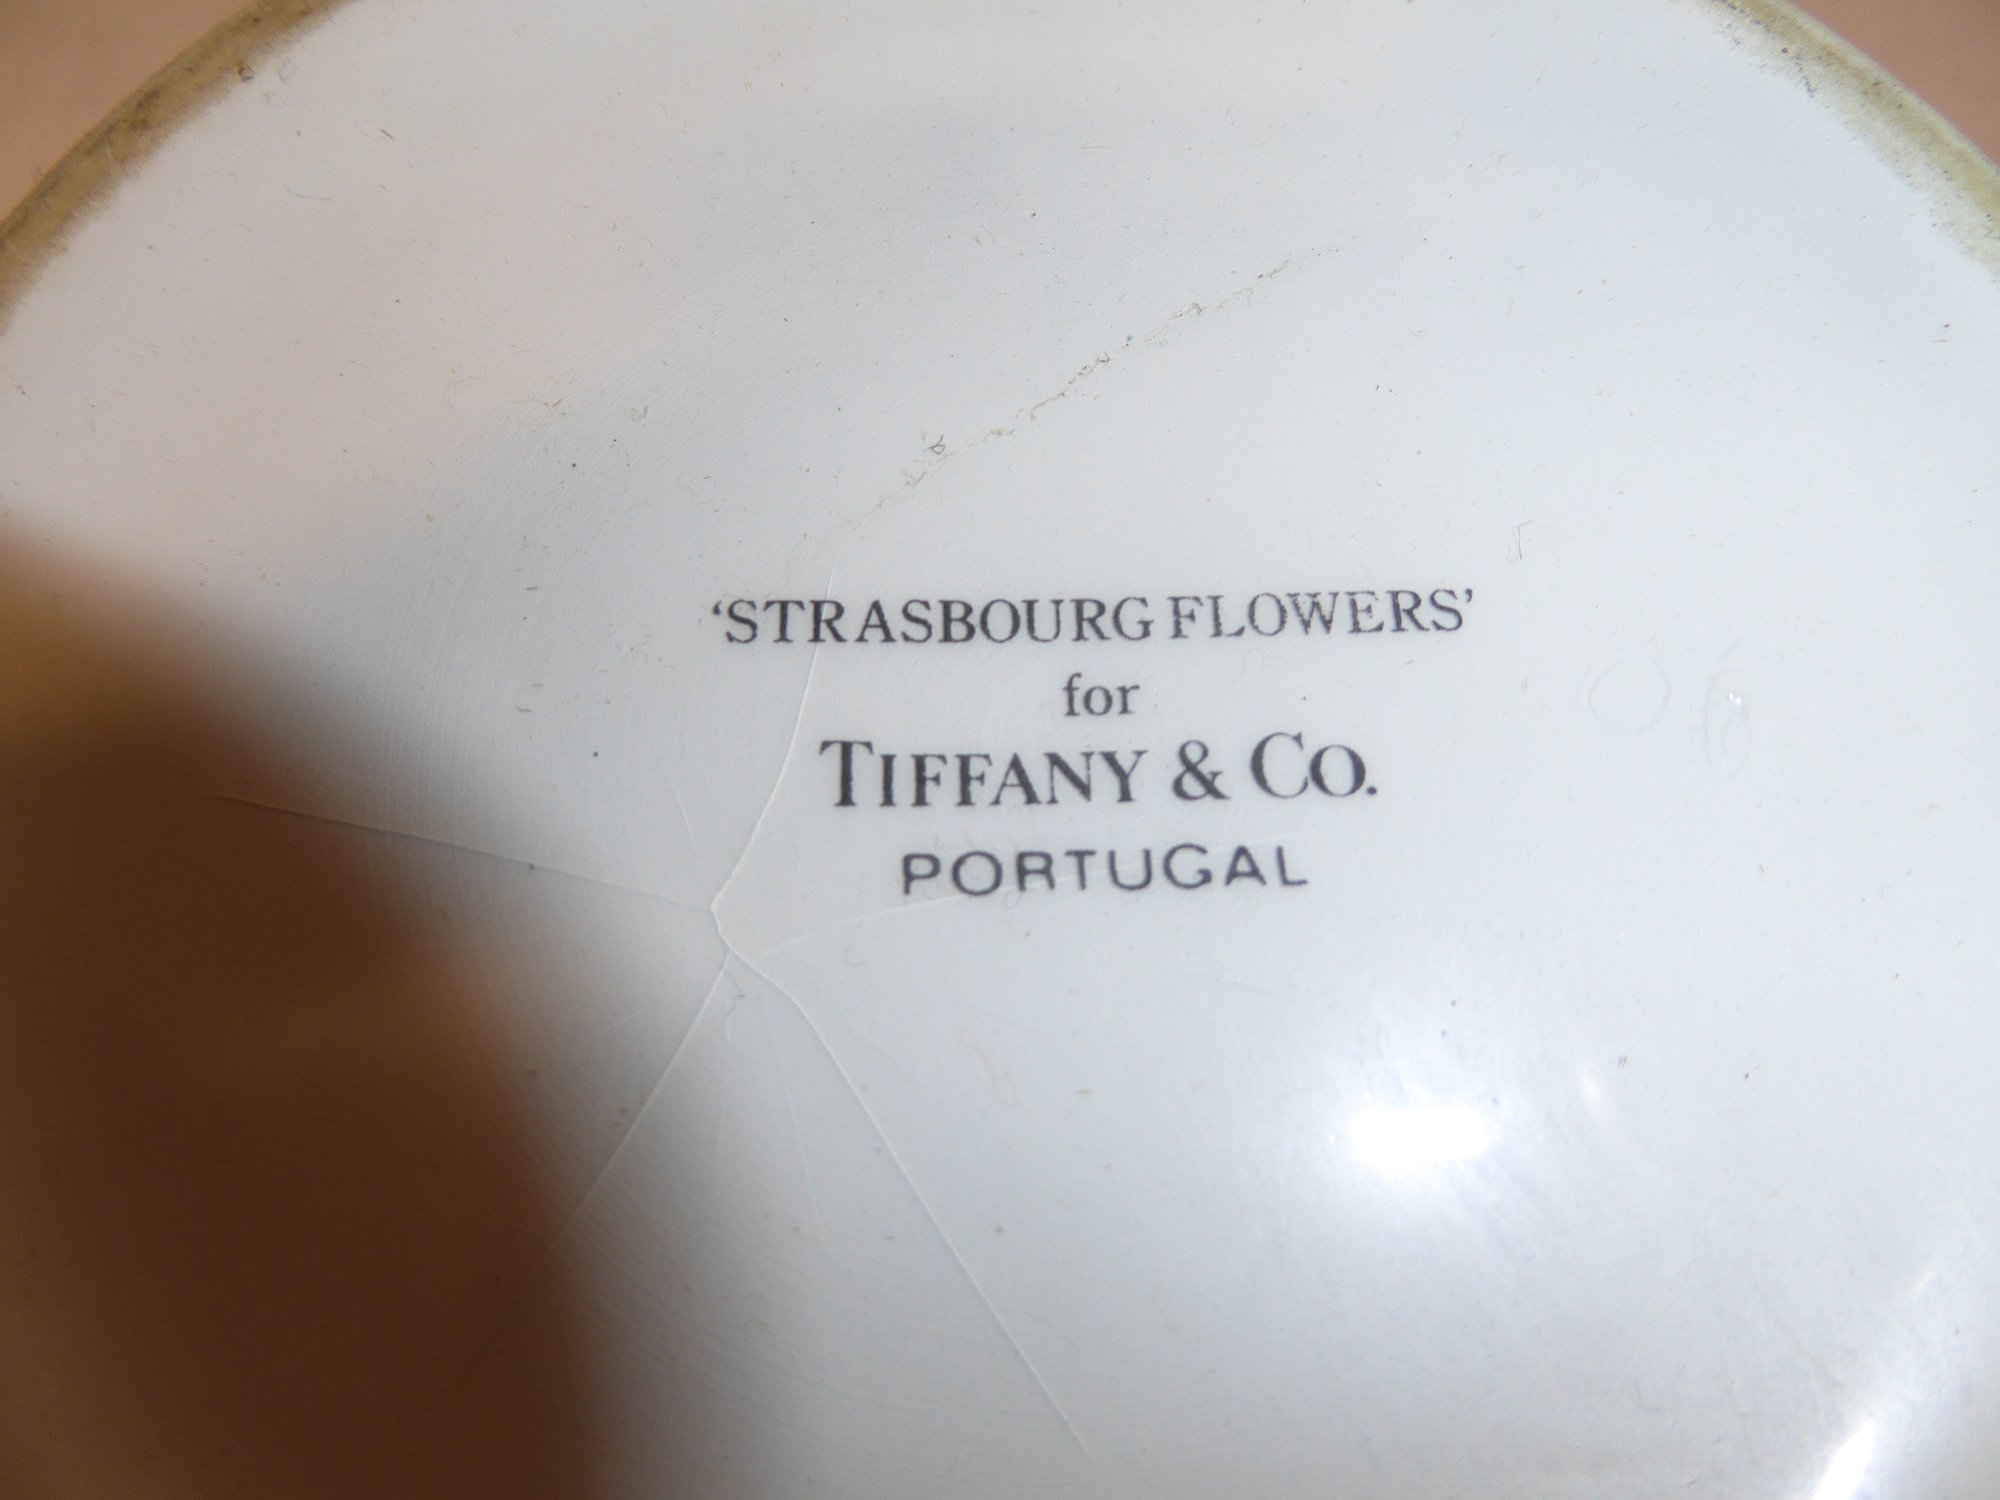 ‘STRASBOURG FLOWERS’
for
TIFFANY & CO.
PORTUGAL